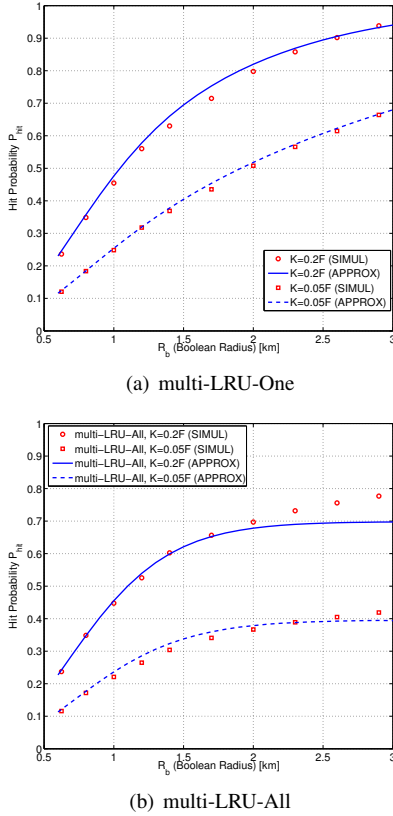 1
0.9
0.8
0.7
0.6
0.5
0.4
0.3
0.2
0.1
0
Hit Probability P_hit
K=0.2F (SIMUL)
K=0.2F (APPROX)
K=0.05F (SIMUL)
K=0.05F (APPROX)
0.5 1 1.5 2 2.5 3
R_b (Boolean Radius) [km]
(a) multi-LRU-One
1
0.9
0.8
0.7
0.6
0.5
0.4
0.3
0.2
0.1
0
Hit Probability P_hit
multi-LRU-All, K=0.2F (SIMUL)
multi-LRU-All, K=0.05F (SIMUL)
multi-LRU-All, K=0.2F (APPROX)
multi-LRU-All, K=0.05F (APPROX)
0.5 1 1.5 2 2.5 3
R_b (Boolean Radius) [km]
(b) multi-LRU-All